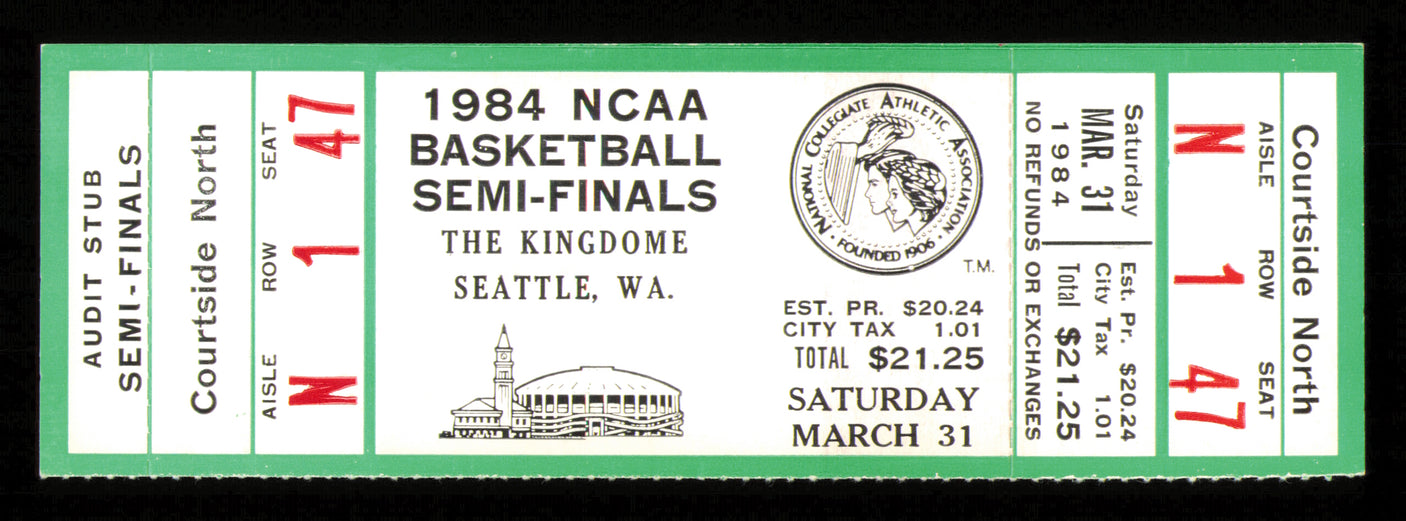 AUDIT STUB
SEMI-FINALS
Courtside North
AISLE ROW SEAT
N 1 47
1984 NCAA
BASKETBALL
SEMI-FINALS
THE KINGDOME
SEATTLE, WA.
NATIONAL COLLEGIATE ATHLETIC ASSOCIATION
• FOUNDED 1906 •
T.M.
EST. PR. $20.24
CITY TAX 1.01
TOTAL $21.25
SATURDAY
MARCH 31
Saturday
MAR. 31
1984
Est. Pr. $20.24
City Tax 1.01
Total $21.25
NO REFUNDS OR EXCHANGES
Courtside North
AISLE ROW SEAT
N 1 47